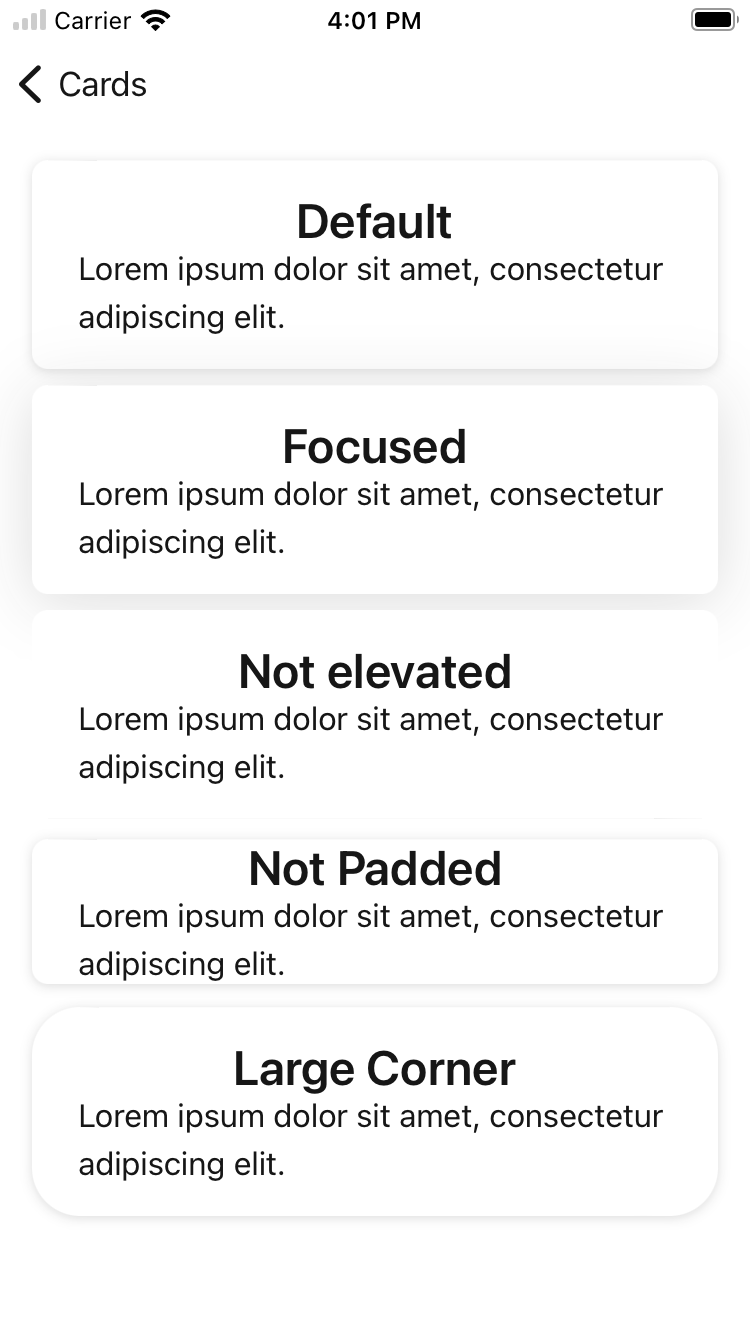 Carrier 4:01 PM
Cards
Default
Lorem ipsum dolor sit amet, consectetur
adipiscing elit.
Focused
Lorem ipsum dolor sit amet, consectetur
adipiscing elit.
Not elevated
Lorem ipsum dolor sit amet, consectetur
adipiscing elit.
Not Padded
Lorem ipsum dolor sit amet, consectetur
adipiscing elit.
Large Corner
Lorem ipsum dolor sit amet, consectetur
adipiscing elit.